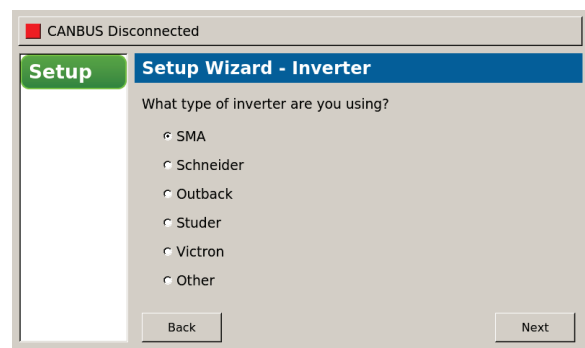 CANBUS Disconnected
Setup
Setup Wizard - Inverter
What type of inverter are you using?
SMA
Schneider
Outback
Studer
Victron
Other
Back
Next